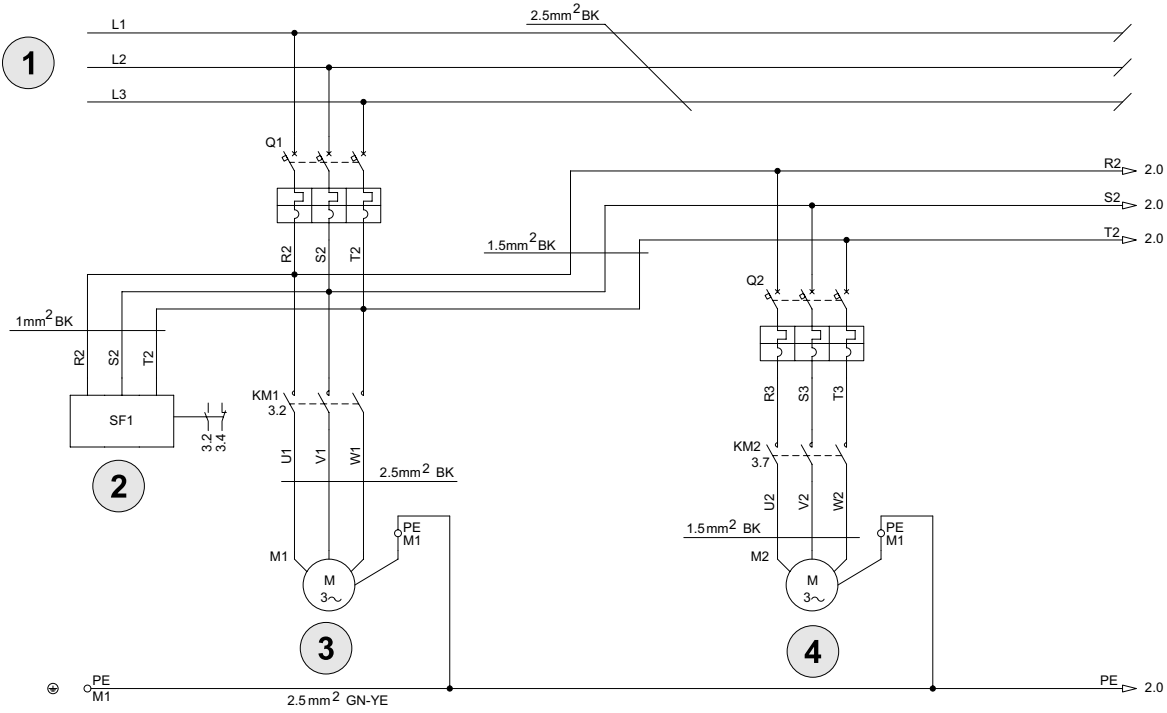 2.5mm² BK
L1
1
L2
L3
Q1
R2 2.0
S2 2.0
T2 2.0
R2 S2 T2
1.5mm² BK
Q2
1mm² BK
R2 S2 T2
SF1
3.2 3.4
KM1
3.2
R3 S3 T3
KM2
3.7
U1 V1 W1
2.5mm² BK
2
U2 V2 W2
PE
M1
1.5mm² BK
PE
M1
M1
M
3~
M2
M
3~
3
4
PE
M1
2.5mm² GN-YE
PE 2.0